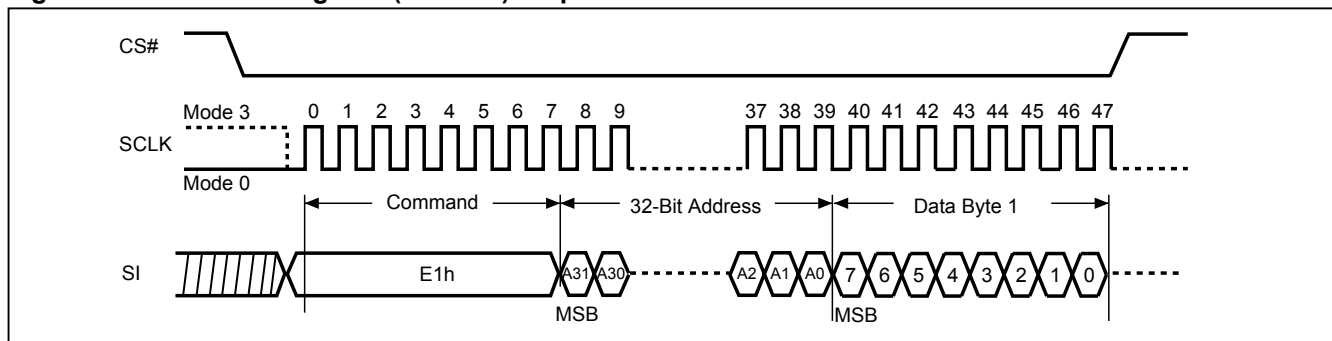 CS#
Mode 3
0 1 2 3 4 5 6 7 8 9 37 38 39 40 41 42 43 44 45 46 47
SCLK
Mode 0
Command 32-Bit Address Data Byte 1
SI
E1h A31 A30 A2 A1 A0 7 6 5 4 3 2 1 0
MSB MSB